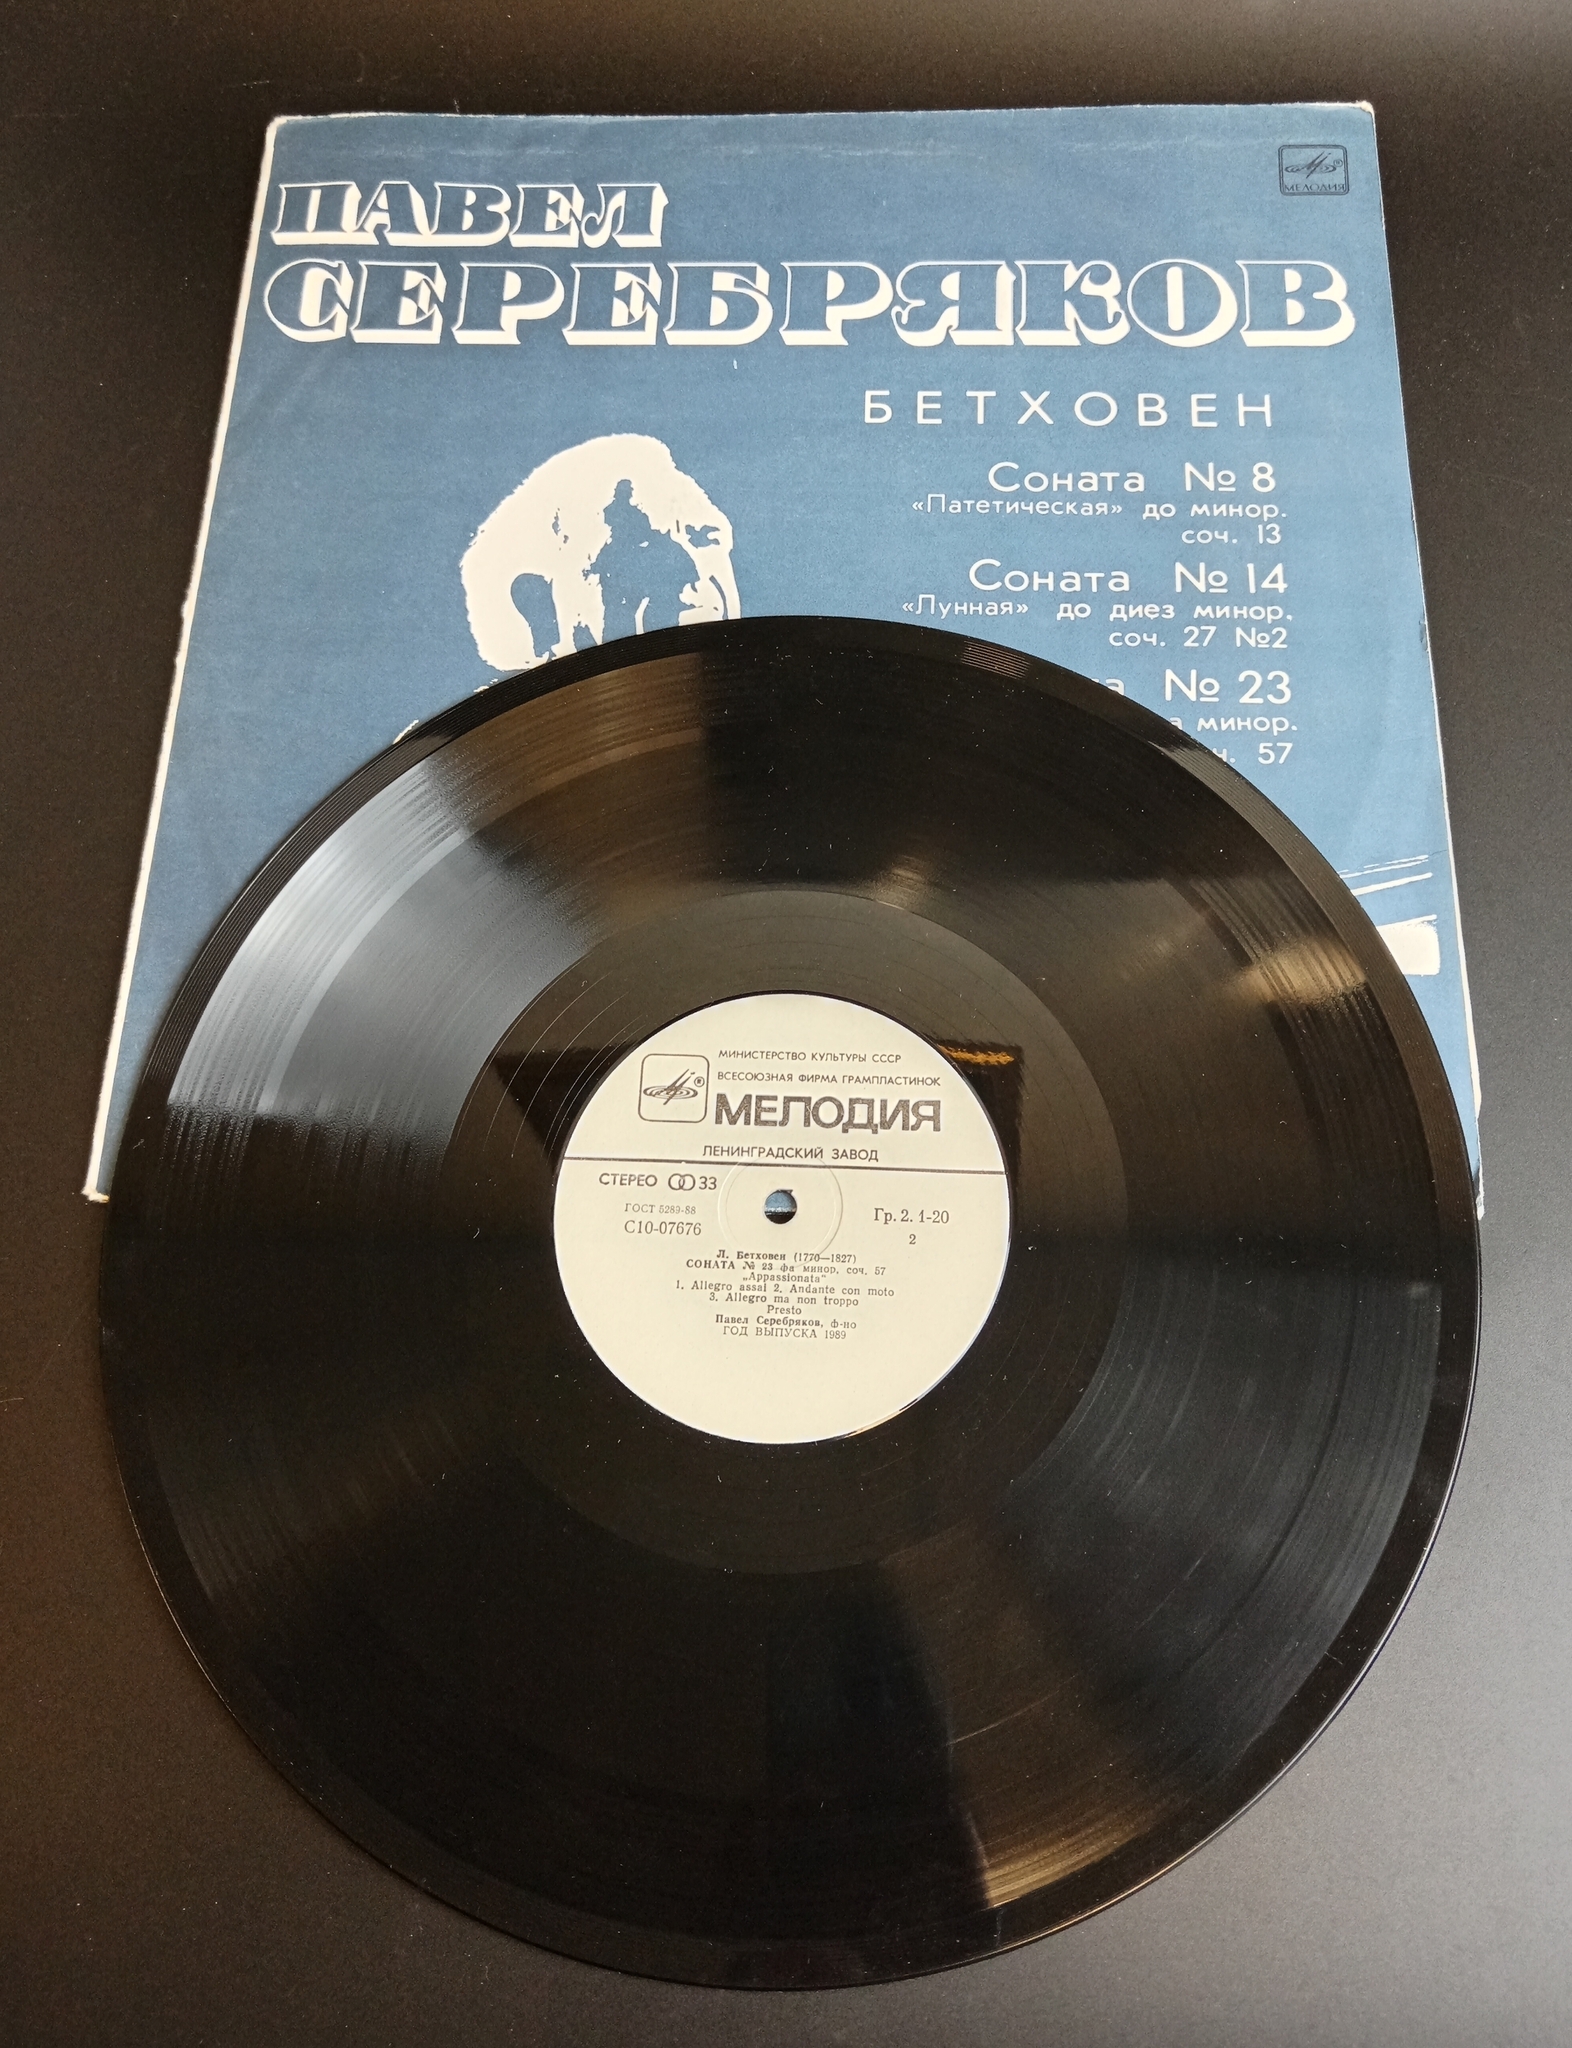 МЕЛОДИЯ
ПАВЕЛ
СЕРЕБРЯКОВ
БЕТХОВЕН
Соната № 8
«Патетическая» до минор.
соч. 13
Соната № 14
«Лунная» до диез минор.
соч. 27 №2
№ 23
минор.
57
МИНИСТЕРСТВО КУЛЬТУРЫ СССР
ВСЕСОЮЗНАЯ ФИРМА ГРАМПЛАСТИНОК
МЕЛОДИЯ
ЛЕНИНГРАДСКИЙ ЗАВОД
СТЕРЕО 33
ГОСТ 5289-88
С10-07676
Гр. 2. 1-20
2
Л. Бетховен (1770—1827)
СОНАТА № 23 фа минор, соч. 57
„Appassionata“
1. Allegro assai 2. Andante con moto
3. Allegro ma non troppo
Presto
Павел Серебряков, ф-но
ГОД ВЫПУСКА 1989